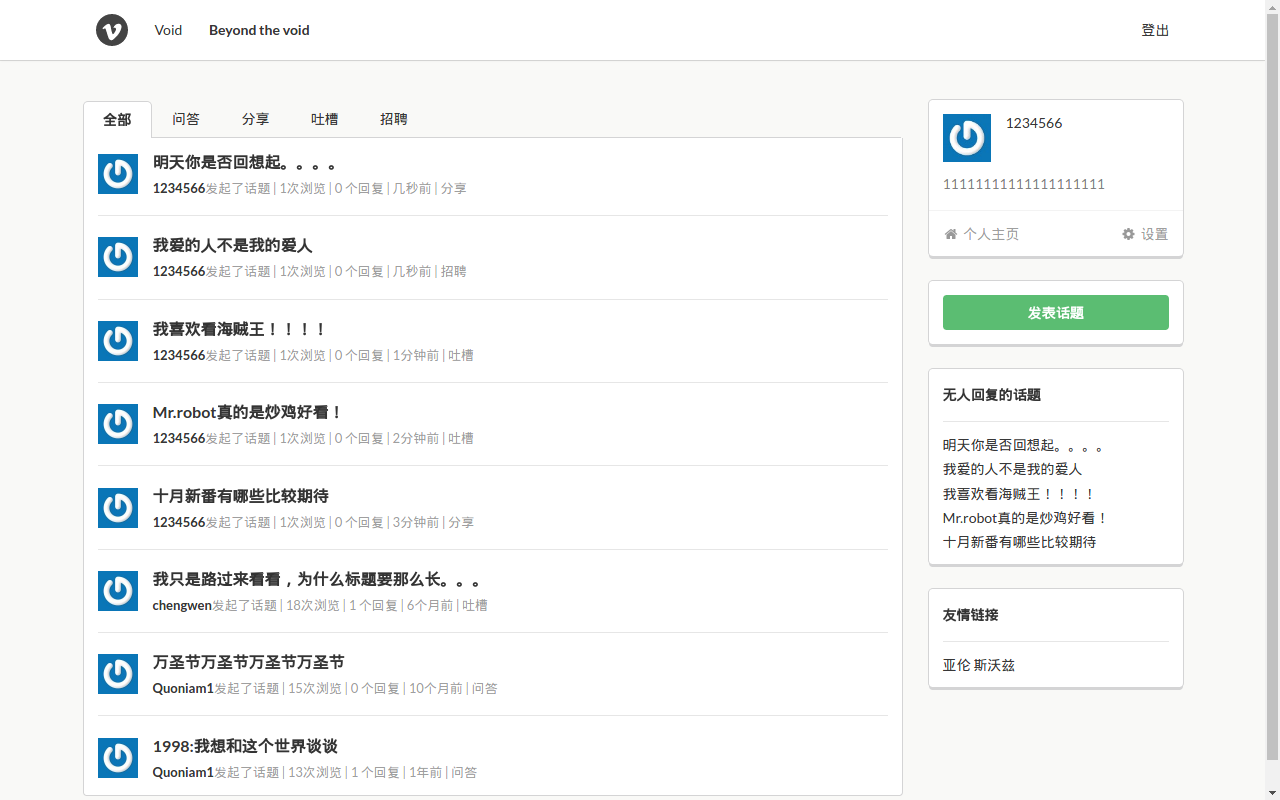 Void Beyond the void 登出
全部 问答 分享 吐槽 招聘
明天你是否回想起。。。。
1234566发起了话题 | 1次浏览 | 0 个回复 | 几秒前 | 分享
我爱的人不是我的爱人
1234566发起了话题 | 1次浏览 | 0 个回复 | 几秒前 | 招聘
我喜欢看海贼王！！！！
1234566发起了话题 | 1次浏览 | 0 个回复 | 1分钟前 | 吐槽
Mr.robot真的是炒鸡好看！
1234566发起了话题 | 1次浏览 | 0 个回复 | 2分钟前 | 吐槽
十月新番有哪些比较期待
1234566发起了话题 | 1次浏览 | 0 个回复 | 3分钟前 | 分享
我只是路过来看看，为什么标题要那么长。。。
chengwen发起了话题 | 18次浏览 | 1 个回复 | 6个月前 | 吐槽
万圣节万圣节万圣节万圣节
Quoniam1发起了话题 | 15次浏览 | 0 个回复 | 10个月前 | 问答
1998:我想和这个世界谈谈
Quoniam1发起了话题 | 13次浏览 | 1 个回复 | 1年前 | 问答
1234566
11111111111111111111
个人主页 设置
发表话题
无人回复的话题
明天你是否回想起。。。。
我爱的人不是我的爱人
我喜欢看海贼王！！！！
Mr.robot真的是炒鸡好看！
十月新番有哪些比较期待
友情链接
亚伦 斯沃兹